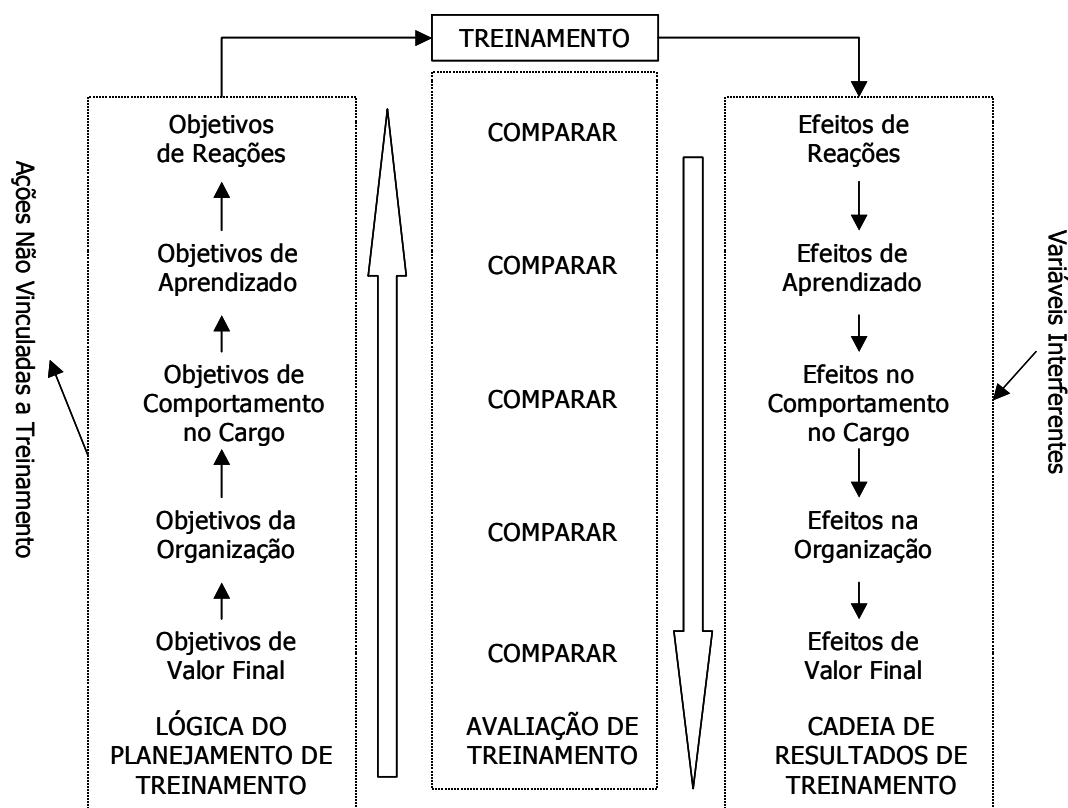 TREINAMENTO
Ações Não Vinculadas a Treinamento
Objetivos
de Reações
Objetivos de
Aprendizado
Objetivos de
Comportamento
no Cargo
Objetivos da
Organização
Objetivos de
Valor Final
LÓGICA DO
PLANEJAMENTO DE
TREINAMENTO
COMPARAR
COMPARAR
COMPARAR
COMPARAR
COMPARAR
AVALIAÇÃO DE
TREINAMENTO
Efeitos de
Reações
Efeitos de
Aprendizado
Efeitos no
Comportamento
no Cargo
Efeitos na
Organização
Efeitos de
Valor Final
CADEIA DE
RESULTADOS DE
TREINAMENTO
Variáveis Interferentes